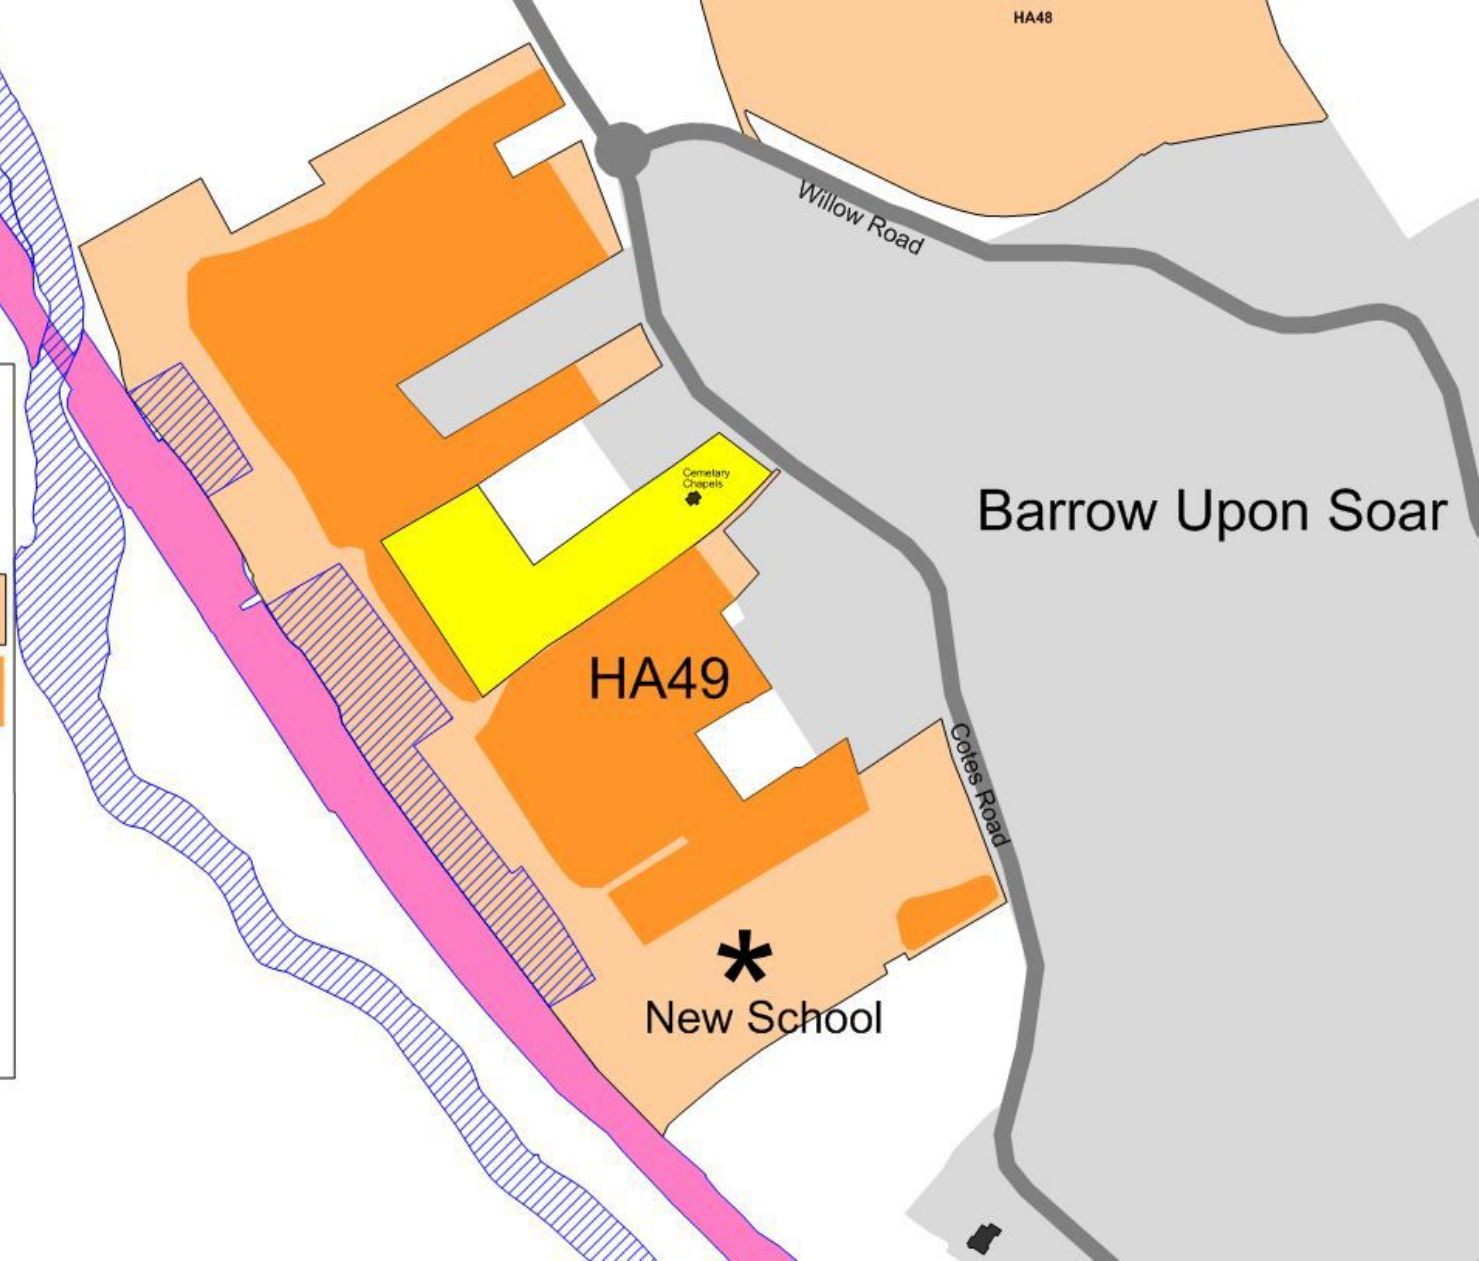 HA48
Willow Road
Cemetary
Chapels
Barrow Upon Soar
HA49
Cotes Road
*
New School